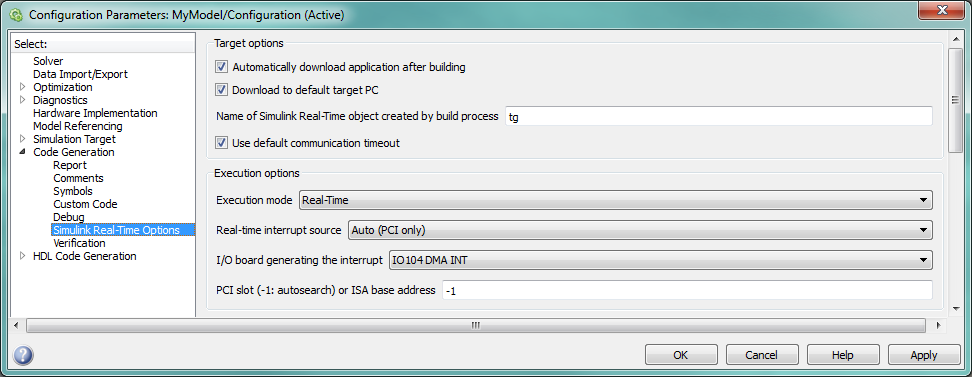 Configuration Parameters: MyModel/Configuration (Active)
Select:
Solver
Data Import/Export
Optimization
Diagnostics
Hardware Implementation
Model Referencing
Simulation Target
Code Generation
Report
Comments
Symbols
Custom Code
Debug
Simulink Real-Time Options
Verification
HDL Code Generation
Target options
Automatically download application after building
Download to default target PC
Name of Simulink Real-Time object created by build process tg
Use default communication timeout
Execution options
Execution mode Real-Time
Real-time interrupt source Auto (PCI only)
I/O board generating the interrupt IO104 DMA INT
PCI slot (-1: autosearch) or ISA base address -1
? OK Cancel Help Apply